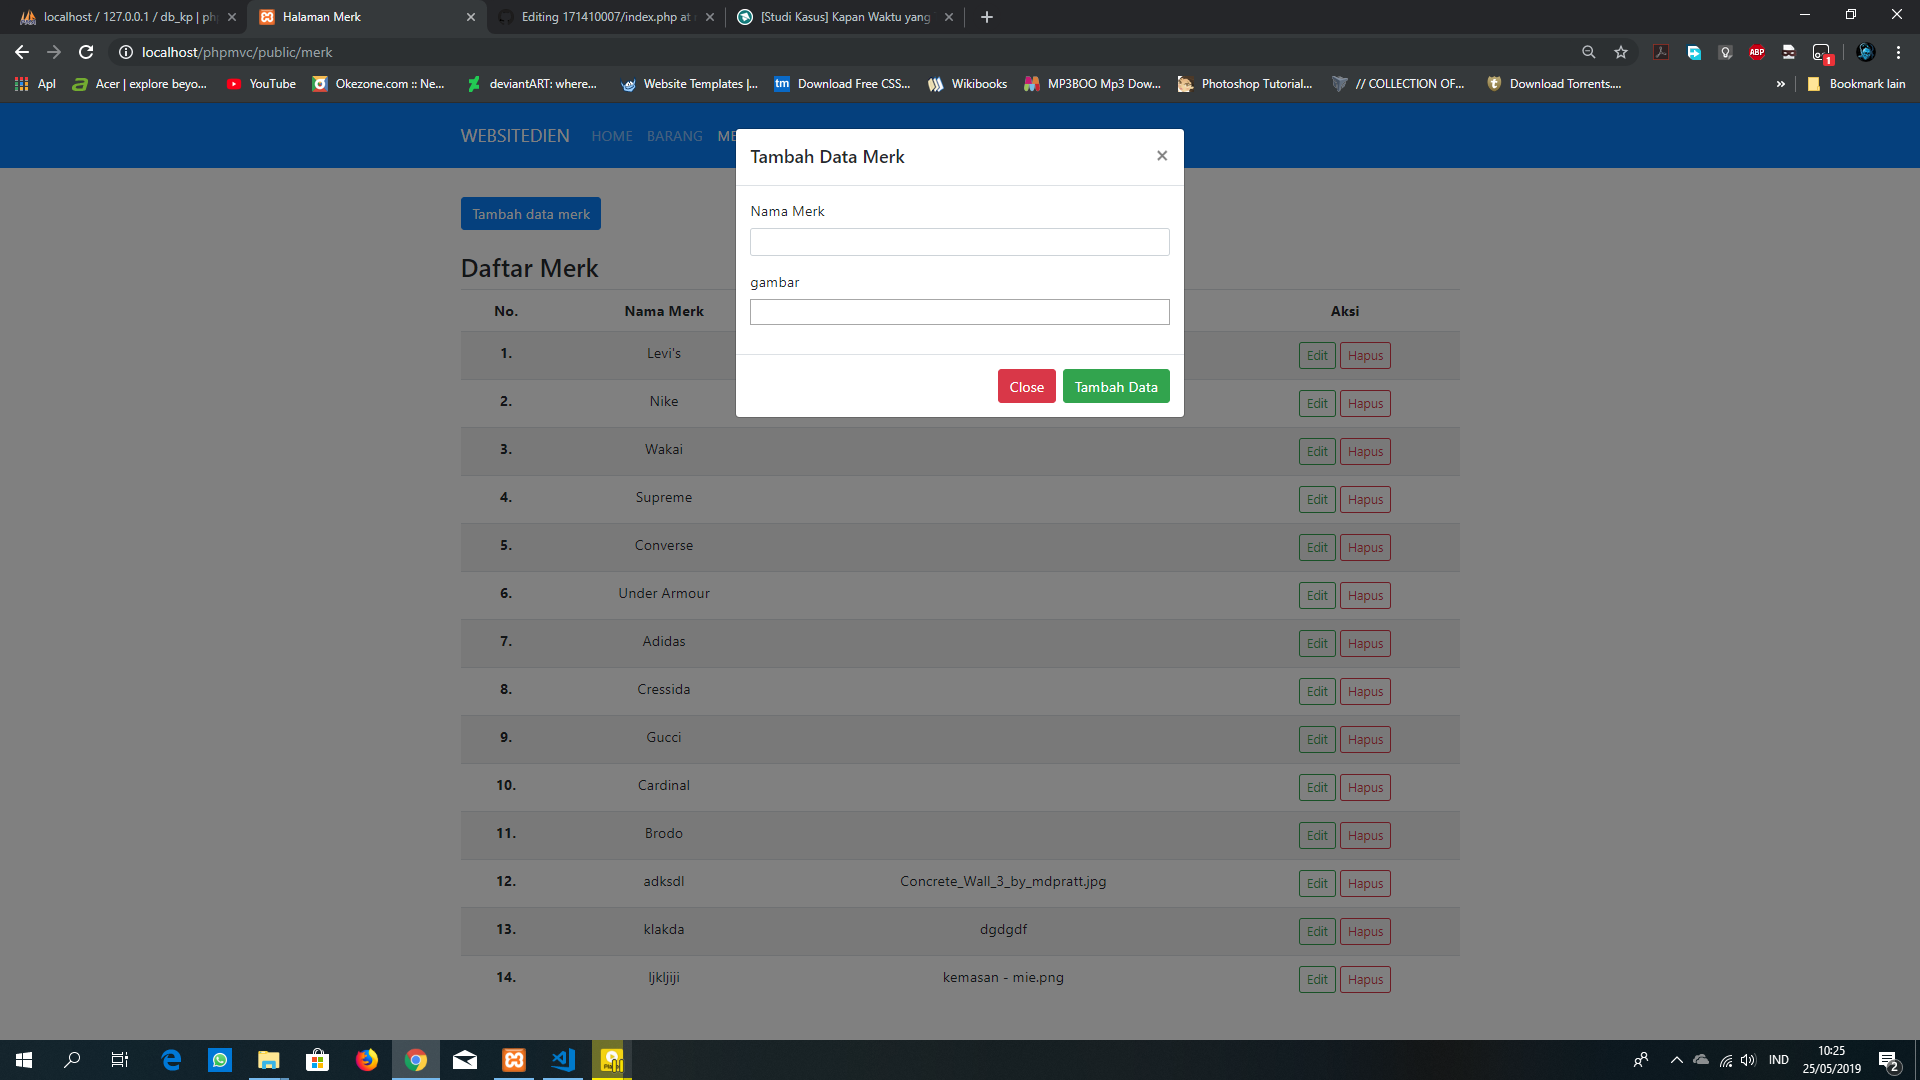 localhost / 127.0.0.1 / db_kp | ph
Halaman Merk
Editing 171410007/index.php at
[Studi Kasus] Kapan Waktu yang
localhost/phpmvc/public/merk
Apl
Acer | explore beyo...
YouTube
Okezone.com :: Ne...
deviantART: where...
Website Templates |...
Download Free CSS...
Wikibooks
MP3BOO Mp3 Dow...
Photoshop Tutorial...
// COLLECTION OF...
Download Torrents....
» Bookmark lain
WEBSITEDIEN HOME BARANG ME
Tambah Data Merk ×
Nama Merk
gambar
Close Tambah Data
Tambah data merk
Daftar Merk
No. Nama Merk Aksi
1. Levi's Edit Hapus
2. Nike Edit Hapus
3. Wakai Edit Hapus
4. Supreme Edit Hapus
5. Converse Edit Hapus
6. Under Armour Edit Hapus
7. Adidas Edit Hapus
8. Cressida Edit Hapus
9. Gucci Edit Hapus
10. Cardinal Edit Hapus
11. Brodo Edit Hapus
12. adksdl Concrete_Wall_3_by_mdpratt.jpg Edit Hapus
13. klakda dgdgdf Edit Hapus
14. ljkljiji kemasan - mie.png Edit Hapus
IND
10:25
25/05/2019
2